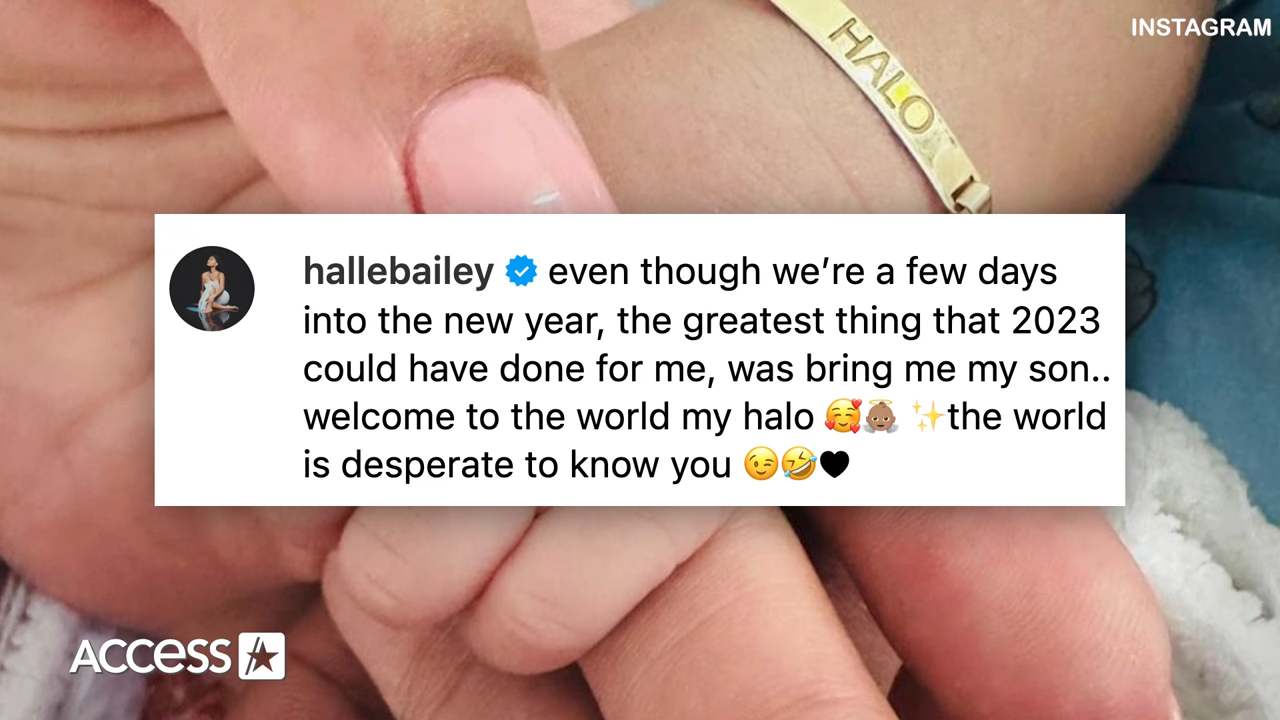 INSTAGRAM
HALO
hallebailey even though we’re a few days
into the new year, the greatest thing that 2023
could have done for me, was bring me my son..
welcome to the world my halo 🥰👼🏽 ✨the world
is desperate to know you 😉🤣🖤
ACCESS